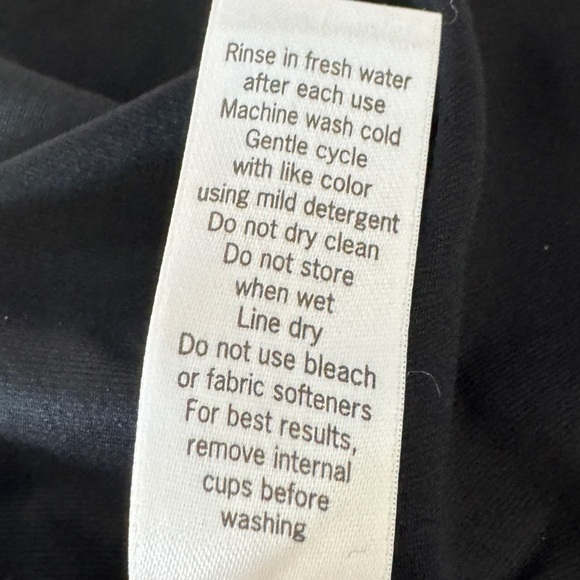 Rinse in fresh water
after each use
Machine wash cold
Gentle cycle
with like color
using mild detergent
Do not dry clean
Do not store
when wet
Line dry
Do not use bleach
or fabric softeners
For best results,
remove internal
cups before
washing